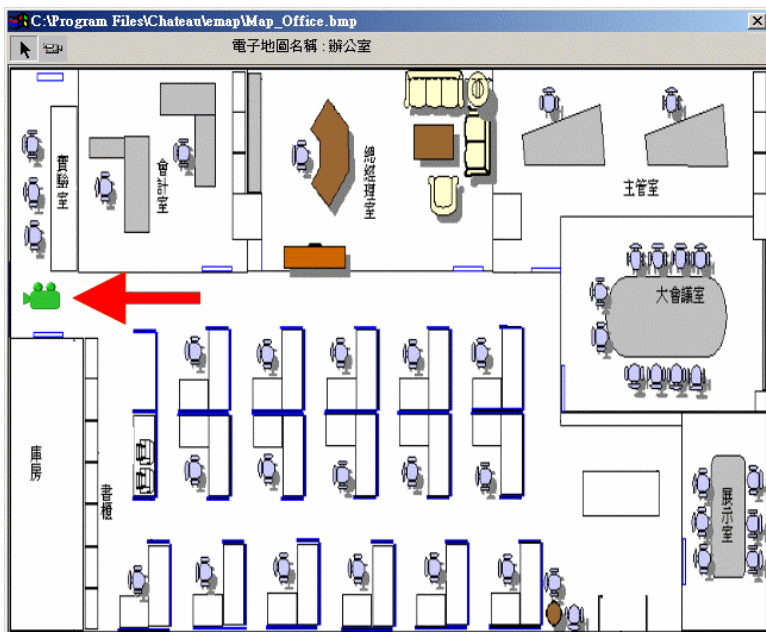 C:\Program Files\Chateau\emap\Map_Office.bmp
電子地圖名稱 : 辦公室
實驗室
會計室
總經理室
主管室
大會議室
庫房
書櫃
展示室